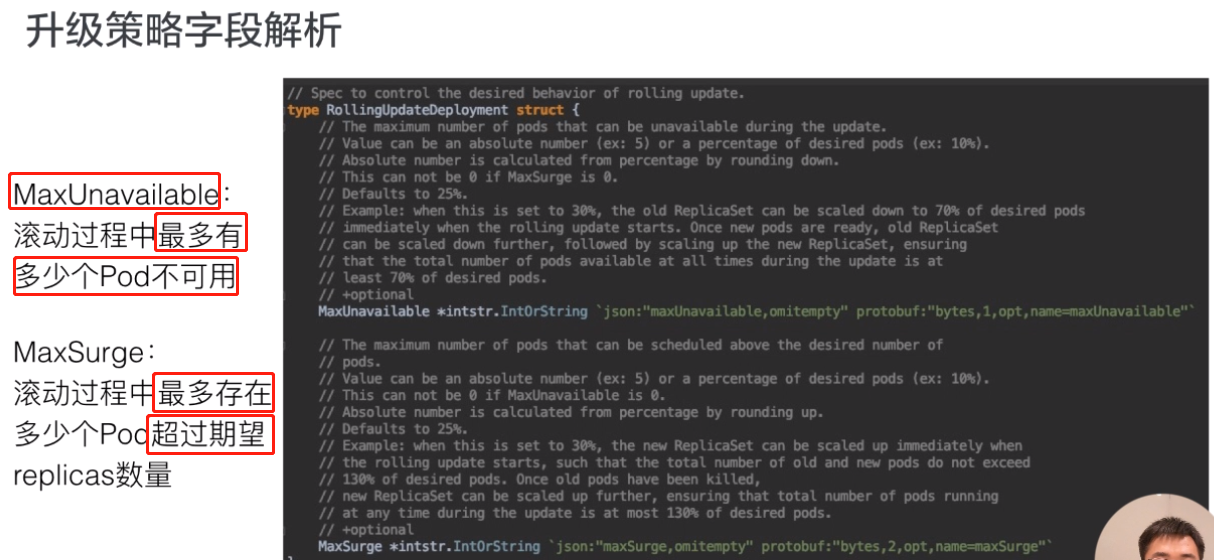 升级策略字段解析
MaxUnavailable:
滚动过程中最多有
多少个Pod不可用
MaxSurge:
滚动过程中最多存在
多少个Pod超过期望
replicas数量
// Spec to control the desired behavior of rolling update.
type RollingUpdateDeployment struct {
// The maximum number of pods that can be unavailable during the update.
// Value can be an absolute number (ex: 5) or a percentage of desired pods (ex: 10%).
// Absolute number is calculated from percentage by rounding down.
// This can not be 0 if MaxSurge is 0.
// Defaults to 25%.
// Example: when this is set to 30%, the old ReplicaSet can be scaled down to 70% of desired pods
// immediately when the rolling update starts. Once new pods are ready, old ReplicaSet
// can be scaled down further, followed by scaling up the new ReplicaSet, ensuring
// that the total number of pods available at all times during the update is at
// least 70% of desired pods.
// +optional
MaxUnavailable *intstr.IntOrString `json:"maxUnavailable,omitempty" protobuf:"bytes,1,opt,name=maxUnavailable"`
// The maximum number of pods that can be scheduled above the desired number of
// pods.
// Value can be an absolute number (ex: 5) or a percentage of desired pods (ex: 10%).
// This can not be 0 if MaxUnavailable is 0.
// Absolute number is calculated from percentage by rounding up.
// Defaults to 25%.
// Example: when this is set to 30%, the new ReplicaSet can be scaled up immediately when
// the rolling update starts, such that the total number of old and new pods do not exceed
// 130% of desired pods. Once old pods have been killed,
// new ReplicaSet can be scaled up further, ensuring that total number of pods running
// at any time during the update is at most 130% of desired pods.
// +optional
MaxSurge *intstr.IntOrString `json:"maxSurge,omitempty" protobuf:"bytes,2,opt,name=maxSurge"`